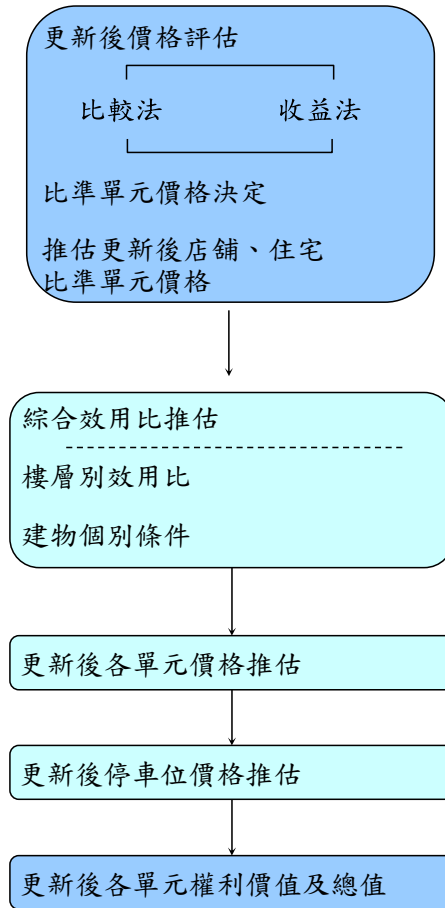 更新後價格評估
比較法 收益法
比準單元價格決定
推估更新後店舖、住宅
比準單元價格
綜合效用比推估
樓層別效用比
建物個別條件
更新後各單元價格推估
更新後停車位價格推估
更新後各單元權利價值及總值